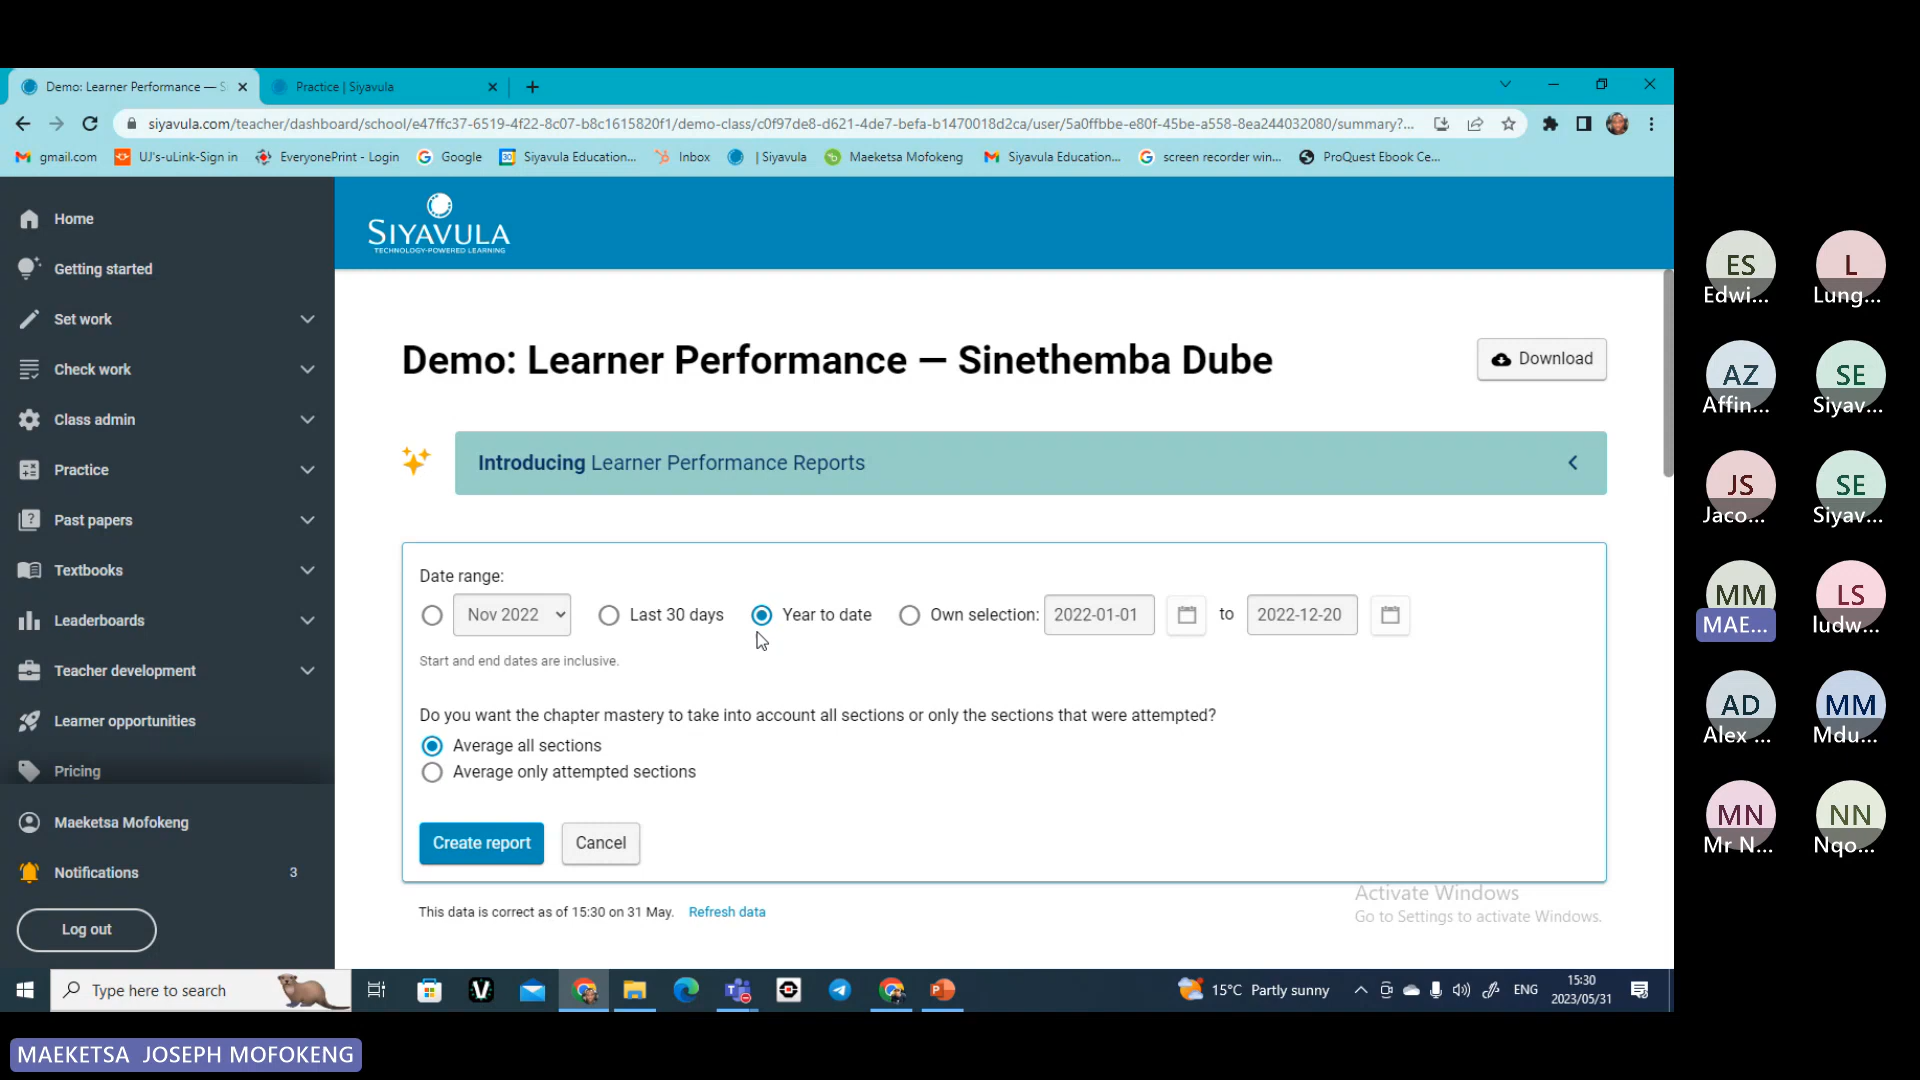 Demo: Learner Performance — S
Practice | Siyavula
siyavula.com/teacher/dashboard/school/e47ffc37-6519-4f22-8c07-b8c1615820f1/demo-class/c0f97de8-d621-4de7-befa-b1470018d2ca/user/5a0ffbbe-e80f-45be-a558-8ea244032080/summary?...
gmail.com
UJ's-uLink-Sign in
EveryonePrint - Login
Google
Siyavula Education...
Inbox
| Siyavula
Maeketsa Mofokeng
Siyavula Education...
screen recorder win...
ProQuest Ebook Ce...
Home
Getting started
Set work
Check work
Class admin
Practice
Past papers
Textbooks
Leaderboards
Teacher development
Learner opportunities
Pricing
Maeketsa Mofokeng
Notifications 3
Log out
SIYAVULA
TECHNOLOGY-POWERED LEARNING
Demo: Learner Performance — Sinethemba Dube
Download
Introducing Learner Performance Reports
Date range:
Nov 2022 Last 30 days Year to date Own selection: 2022-01-01 to 2022-12-20
Start and end dates are inclusive.
Do you want the chapter mastery to take into account all sections or only the sections that were attempted?
Average all sections
Average only attempted sections
Create report Cancel
This data is correct as of 15:30 on 31 May. Refresh data
Activate Windows
Go to Settings to activate Windows.
Type here to search
15°C Partly sunny
ENG
15:30
2023/05/31
ES
Edwi...
L
Lung...
AZ
Affin...
SE
Siyav...
JS
Jaco...
SE
Siyav...
MM
MAE...
LS
ludw...
AD
Alex ...
MM
Mdu...
MN
Mr N...
NN
Nqo...
MAEKETSA JOSEPH MOFOKENG